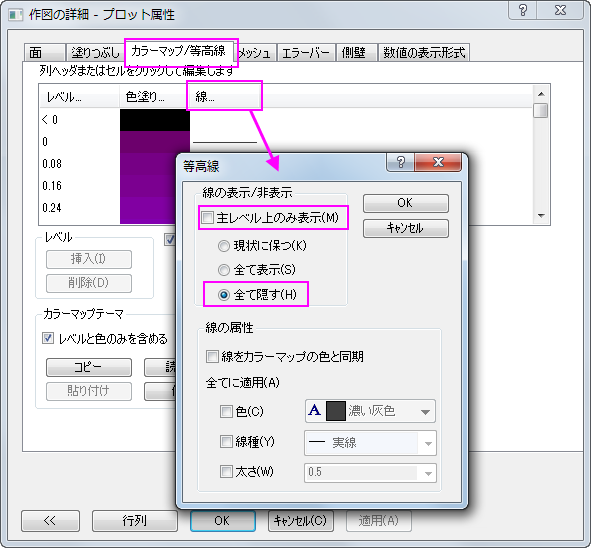 作図の詳細 - プロット属性
面 塗りつぶし カラーマップ/等高線 メッシュ エラーバー 側壁 数値の表示形式
列ヘッダまたはセルをクリックして編集します
レベル... 色塗り... 線...
< 0
0
0.08
0.16
0.24
レベル
挿入(I)
削除(D)
カラーマップテーマ
レベルと色のみを含める
コピー
貼り付け
等高線
線の表示/非表示
主レベル上のみ表示(M)
現状に保つ(K)
全て表示(S)
全て隠す(H)
OK
キャンセル
線の属性
線をカラーマップの色と同期
全てに適用(A)
色(C) A 濃い灰色
線種(Y) 実線
太さ(W) 0.5
<< 行列 OK キャンセル(C) 適用(A)